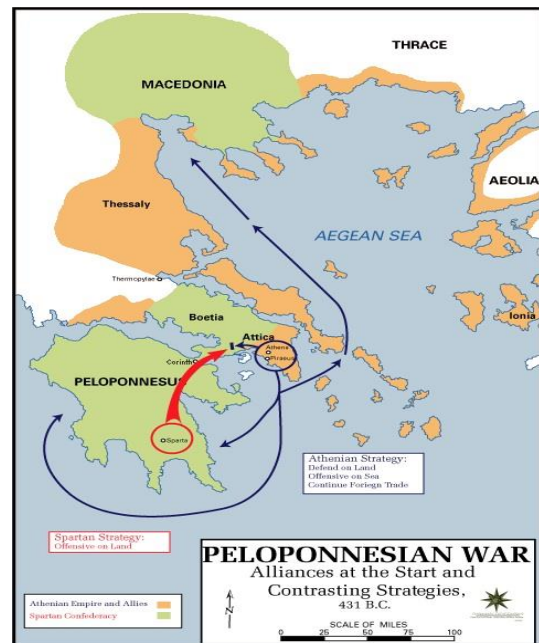 THRACE
MACEDONIA
AEOLIA
Thessaly
AEGEAN SEA
Thermopylae
Ionia
Boetia
Attica
Athens
Piraeus
Corinth
PELOPONNESUS
Sparta
Athenian Strategy:
Defend on Land
Offensive on Sea
Continue Foriegn Trade
Spartan Strategy:
Offensive on Land
PELOPONNESIAN WAR
Alliances at the Start and
Contrasting Strategies,
431 B.C.
Athenian Empire and Allies
Spartan Confederacy
N
SCALE OF MILES
0 25 50 75 100